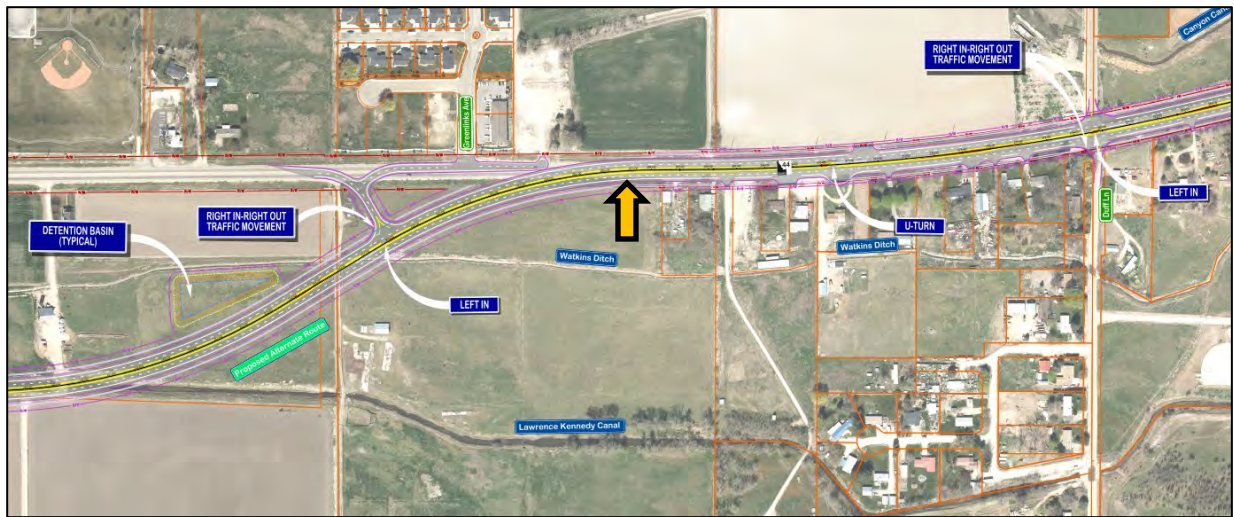 Canyon Can
RIGHT IN-RIGHT OUT
TRAFFIC MOVEMENT
Greenlinks Ave
44
LEFT IN
RIGHT IN-RIGHT OUT
TRAFFIC MOVEMENT
Duff Ln
U-TURN
DETENTION BASIN
(TYPICAL)
Watkins Ditch
Watkins Ditch
LEFT IN
Proposed Alternate Route
Lawrence Kennedy Canal